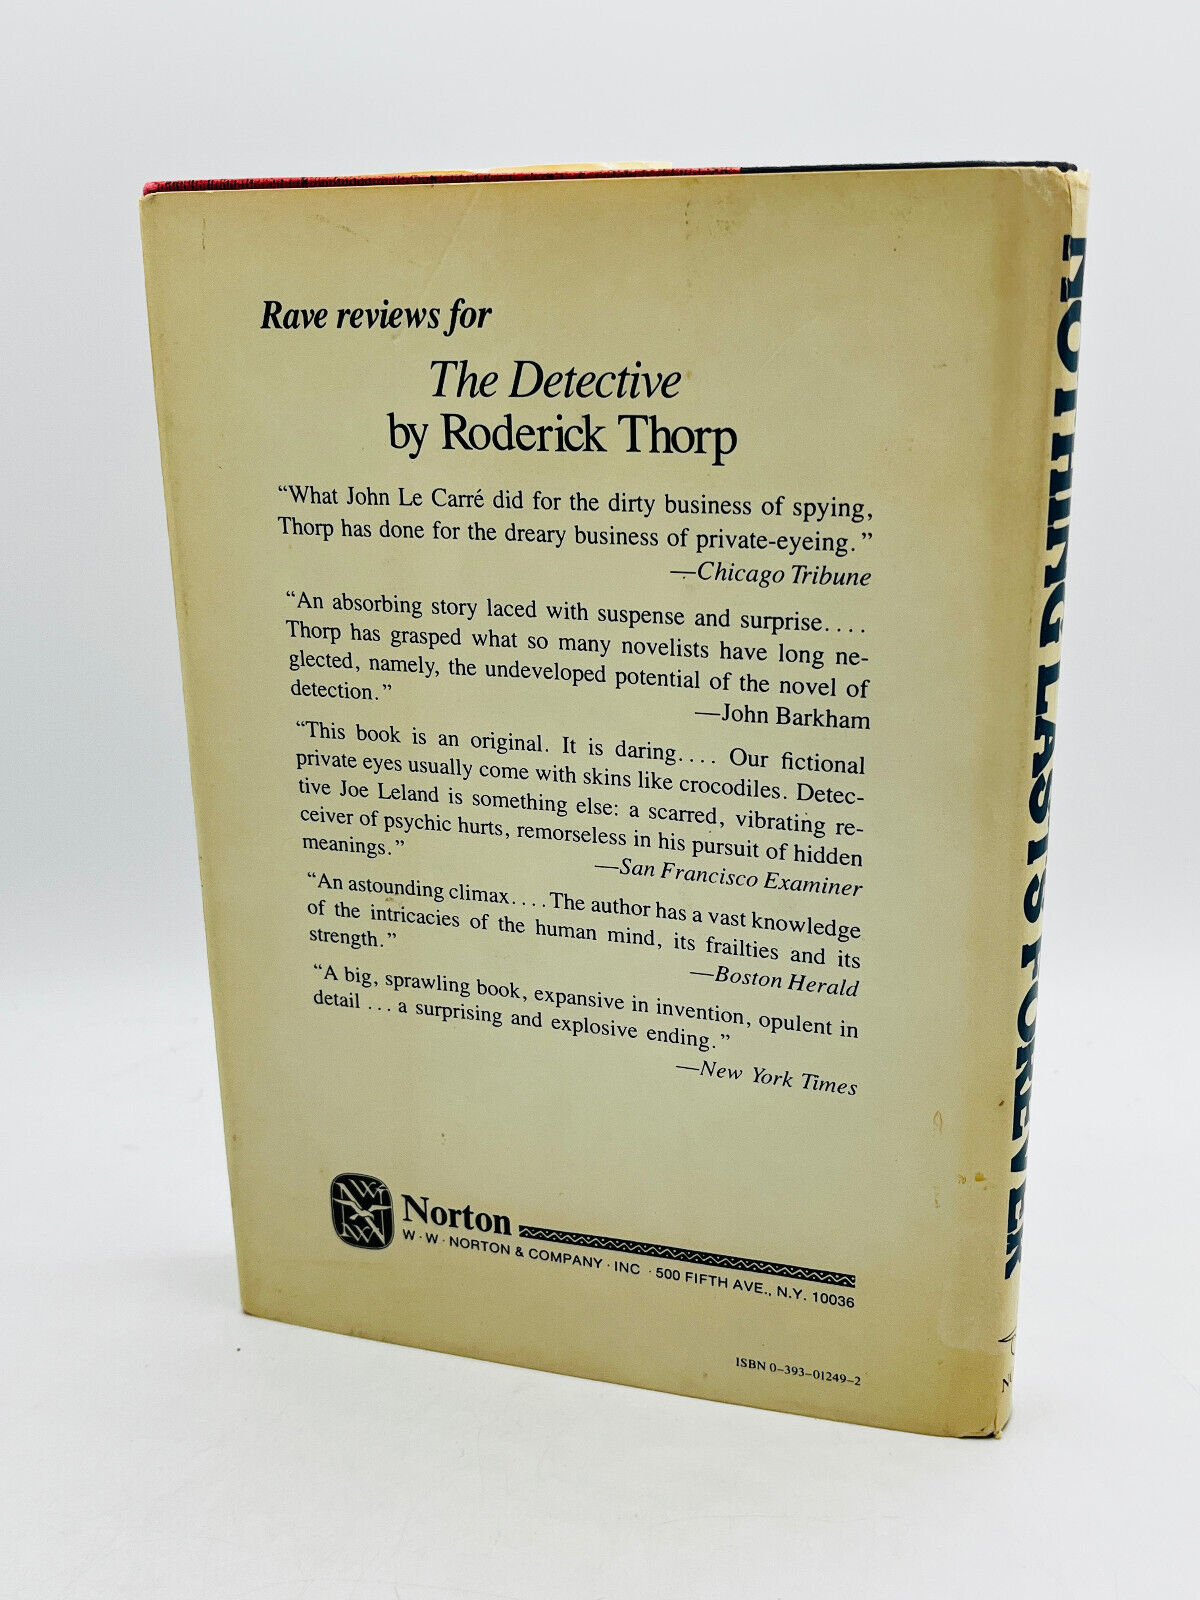 Rave reviews for
The Detective
by Roderick Thorp
“What John Le Carré did for the dirty business of spying,
Thorp has done for the dreary business of private-eyeing.”
—Chicago Tribune
“An absorbing story laced with suspense and surprise....
Thorp has grasped what so many novelists have long ne-
glected, namely, the undeveloped potential of the novel of
detection.”
—John Barkham
“This book is an original. It is daring.... Our fictional
private eyes usually come with skins like crocodiles. Detec-
tive Joe Leland is something else: a scarred, vibrating re-
ceiver of psychic hurts, remorseless in his pursuit of hidden
meanings.”
—San Francisco Examiner
“An astounding climax.... The author has a vast knowledge
of the intricacies of the human mind, its frailties and its
strength.”
—Boston Herald
“A big, sprawling book, expansive in invention, opulent in
detail ... a surprising and explosive ending.”
—New York Times
Norton
W · W · NORTON & COMPANY · INC · 500 FIFTH AVE., N.Y. 10036
ISBN 0-393-01249-2
NOTHING LASTS FOREVER